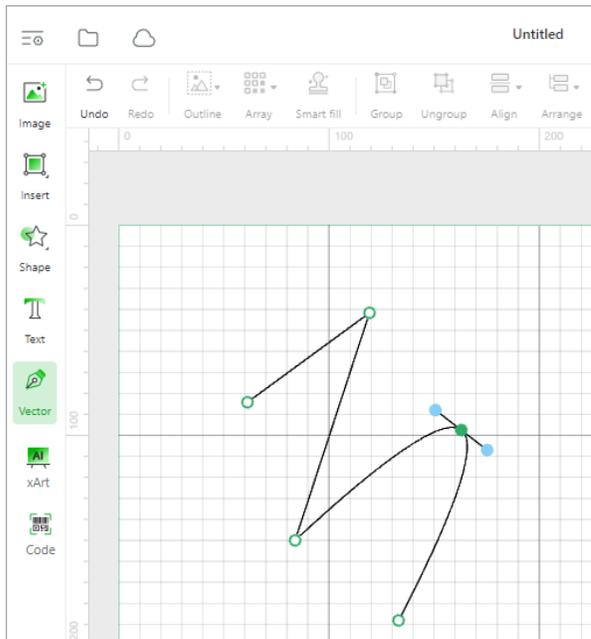 Untitled
Image
Insert
Shape
Text
Vector
AI
xArt
Code
Undo
Redo
Outline
Array
Smart fill
Group
Ungroup
Align
Arrange
0
100
200
0
100
200